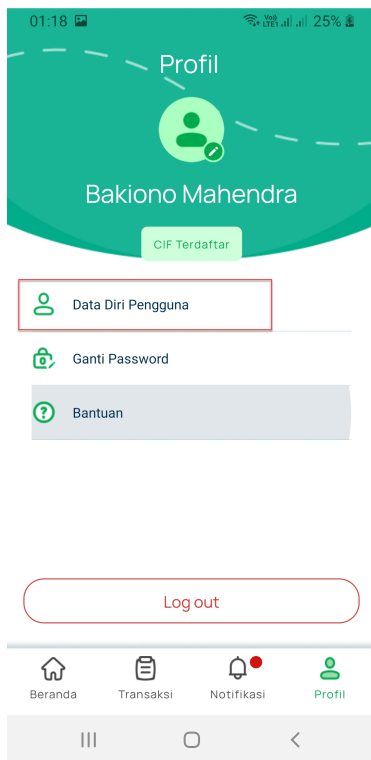 01:18 25%
Profil
Bakiono Mahendra
CIF Terdaftar
Data Diri Pengguna
Ganti Password
Bantuan
Log out
Beranda Transaksi Notifikasi Profil